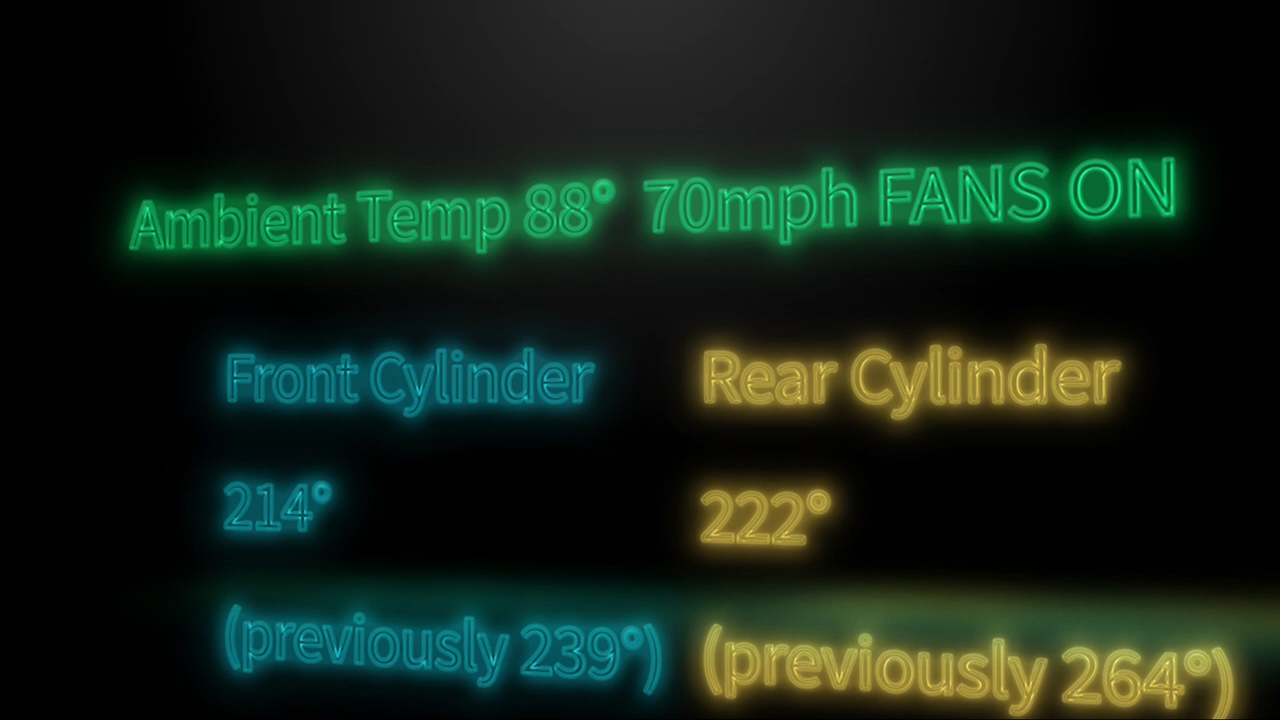 Ambient Temp 88° 70mph FANS ON
Front Cylinder
Rear Cylinder
214°
222°
(previously 239°)
(previously 264°)